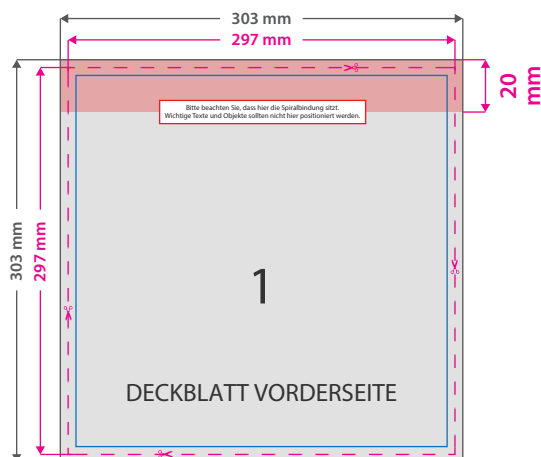 303 mm
297 mm
20 mm
Bitte beachten Sie, dass hier die Spiralbindung sitzt.
Wichtige Texte und Objekte sollten nicht hier positioniert werden.
303 mm
297 mm
1
DECKBLATT VORDERSEITE